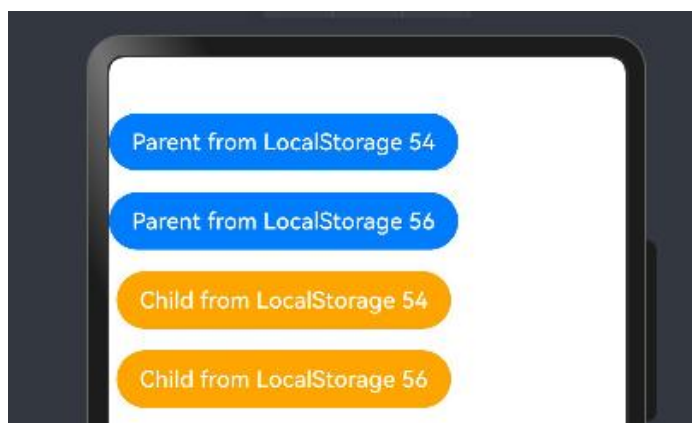 Parent from LocalStorage 54
Parent from LocalStorage 56
Child from LocalStorage 54
Child from LocalStorage 56